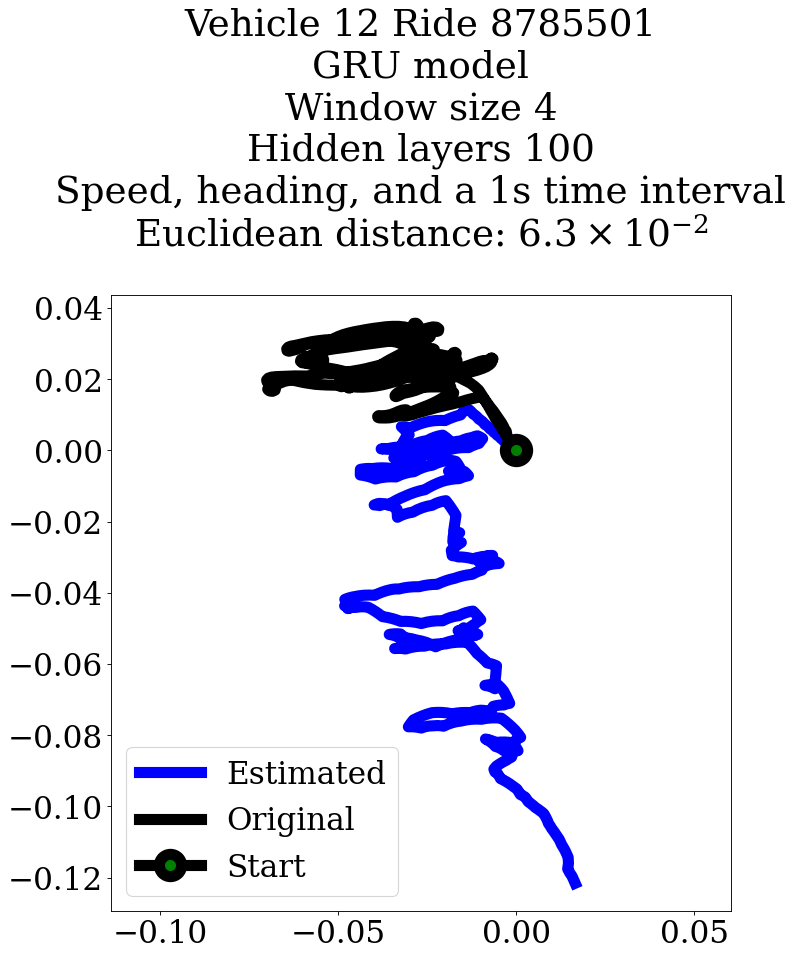 Vehicle 12 Ride 8785501
GRU model
Window size 4
Hidden layers 100
Speed, heading, and a 1s time interval
Euclidean distance: 6.3 × 10⁻²
0.04
0.02
0.00
−0.02
−0.04
−0.06
−0.08
−0.10
−0.12
Estimated
Original
Start
−0.10
−0.05
0.00
0.05